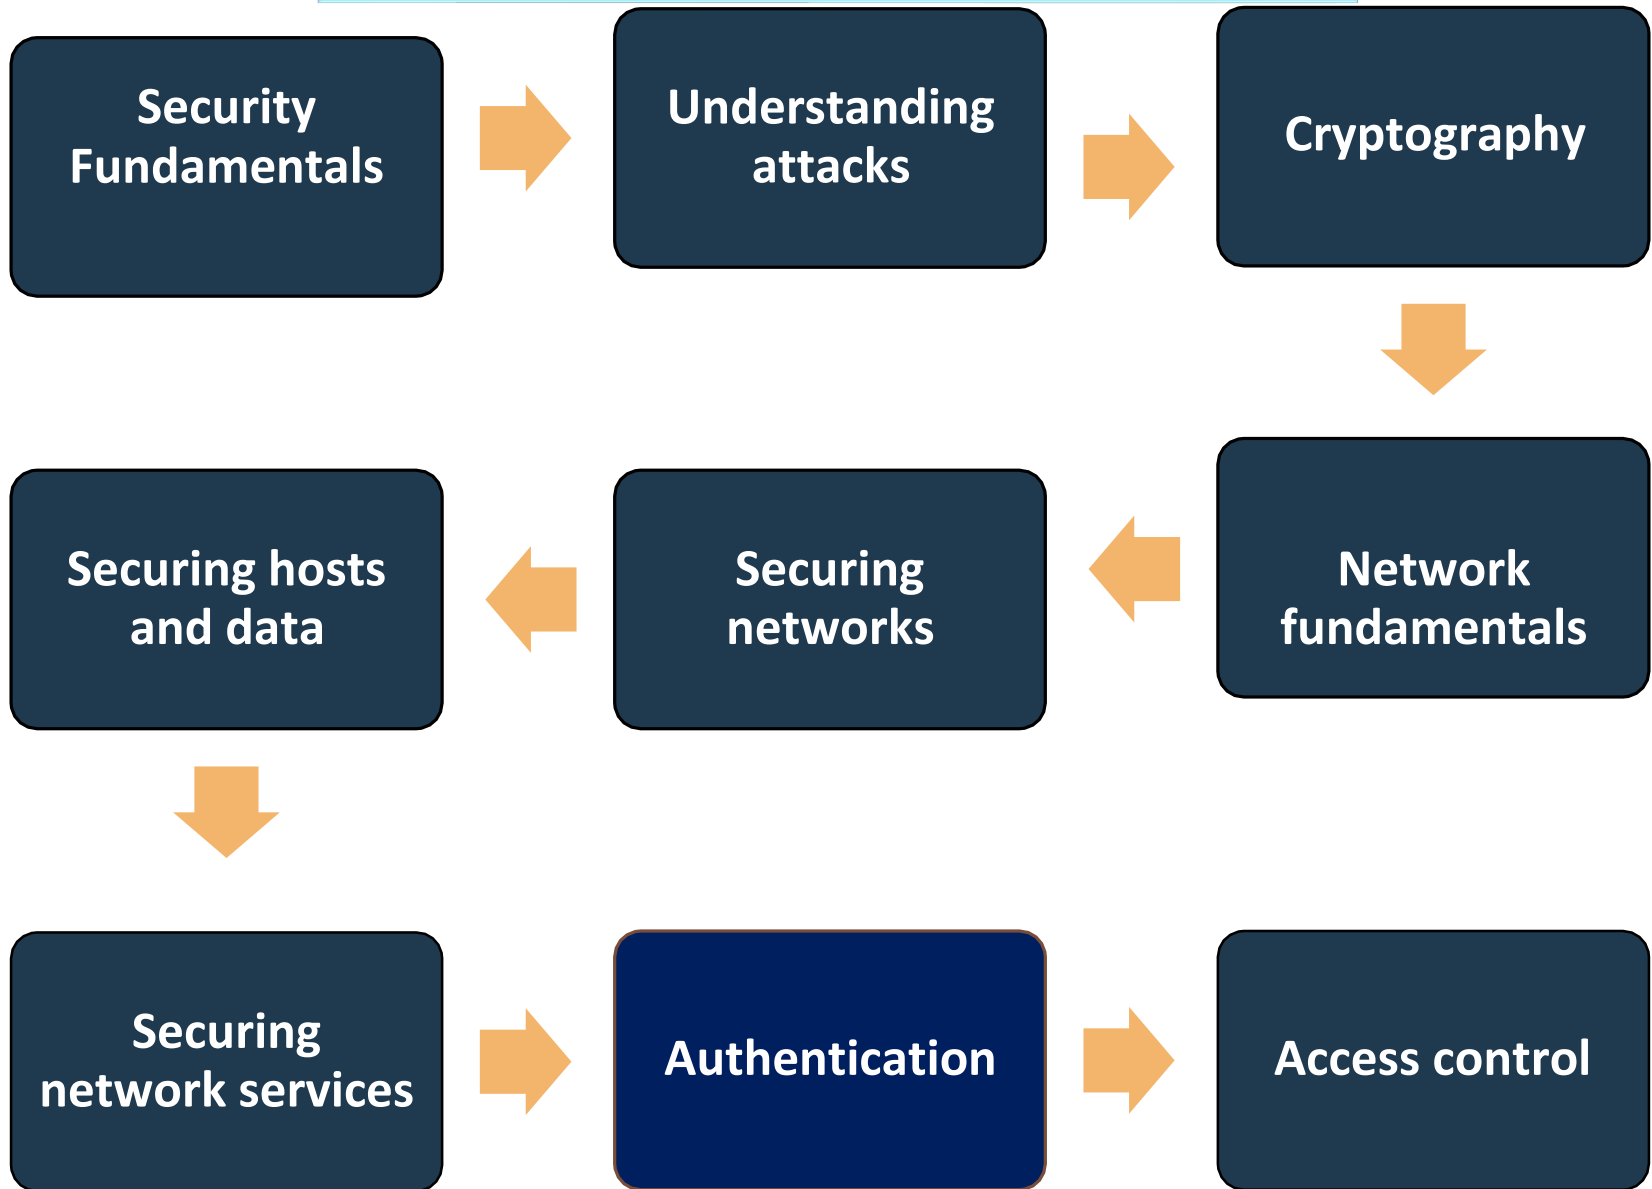 Security
Fundamentals
Understanding
attacks
Cryptography
Network
fundamentals
Securing
networks
Securing hosts
and data
Securing
network services
Authentication
Access control